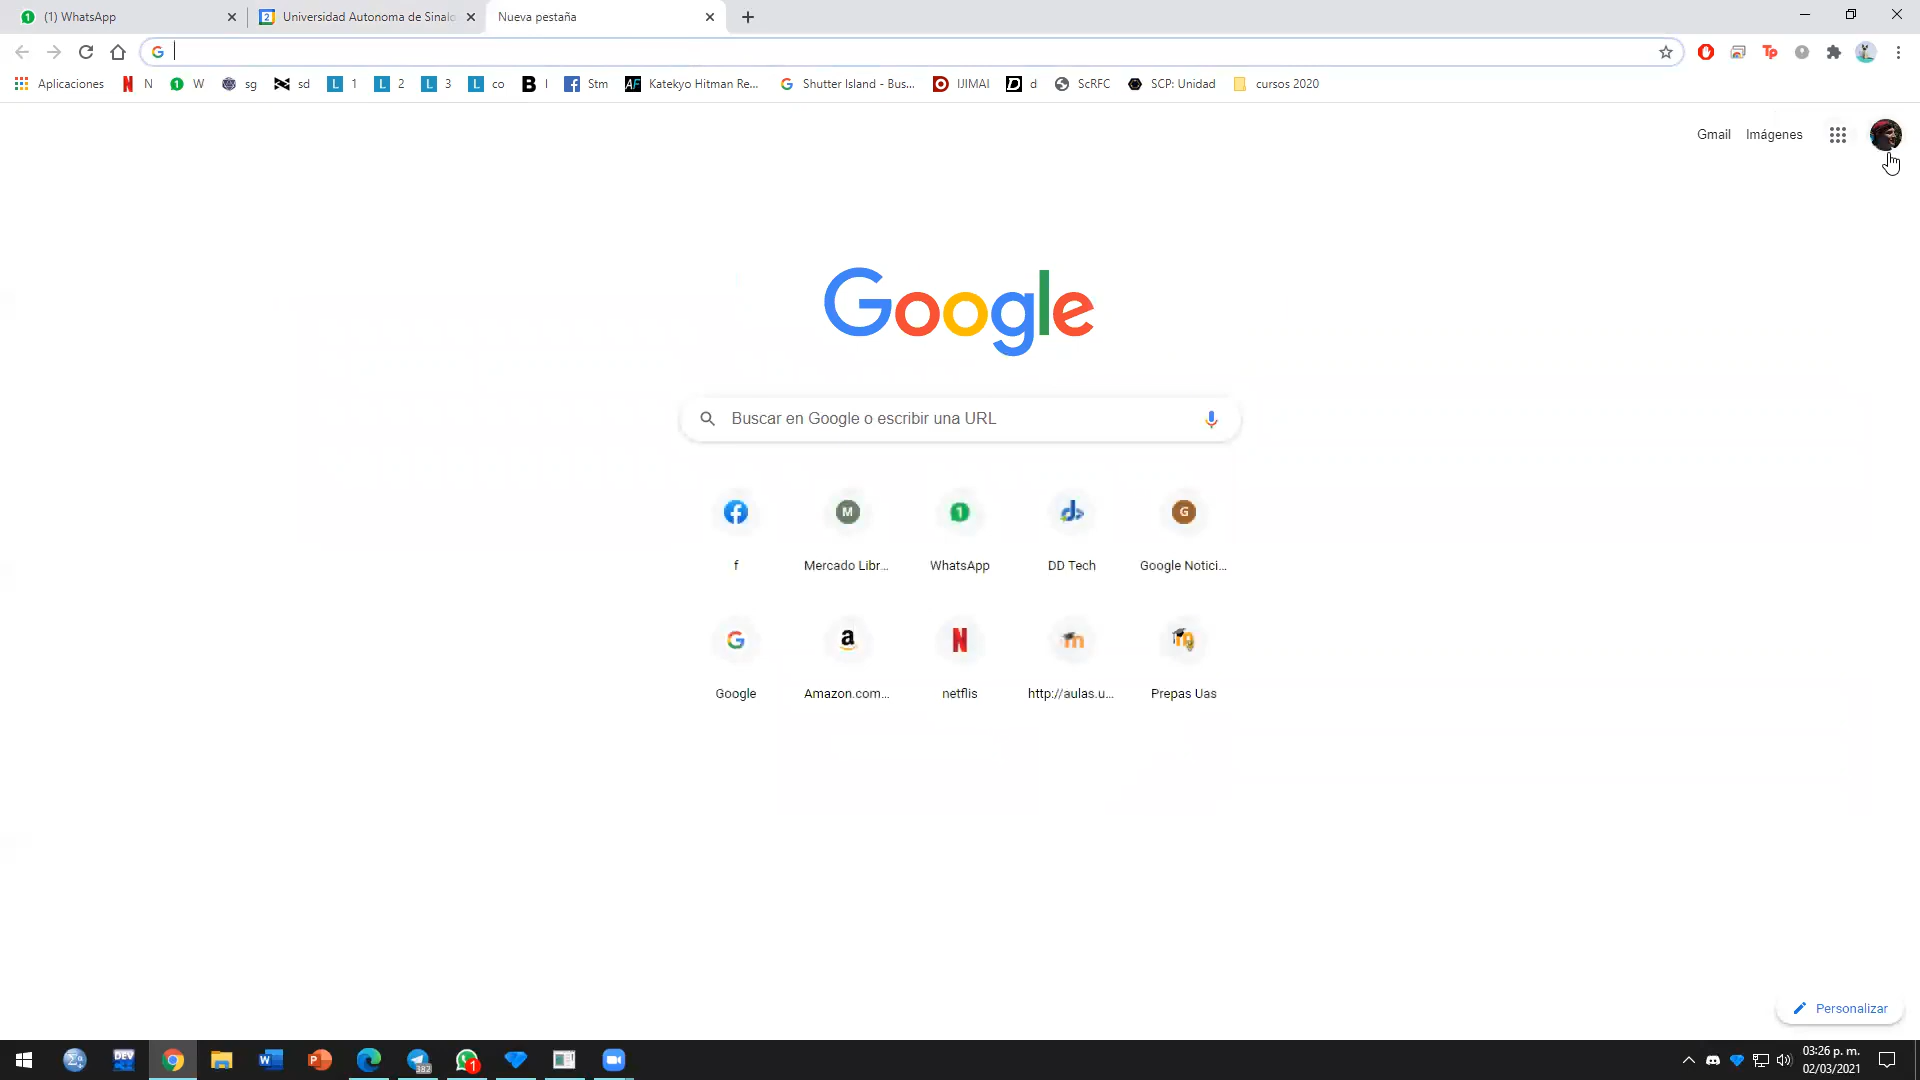 (1) WhatsApp
Universidad Autonoma de Sinalo
Nueva pestaña
Aplicaciones N W sg sd 1 2 3 co I Stm Katekyo Hitman Re... Shutter Island - Bus... IJIMAI d ScRFC SCP: Unidad cursos 2020
Gmail Imágenes
Google
Buscar en Google o escribir una URL
f Mercado Libr... WhatsApp DD Tech Google Notici...
Google Amazon.com... netflis http://aulas.u... Prepas Uas
Personalizar
03:26 p. m.
02/03/2021